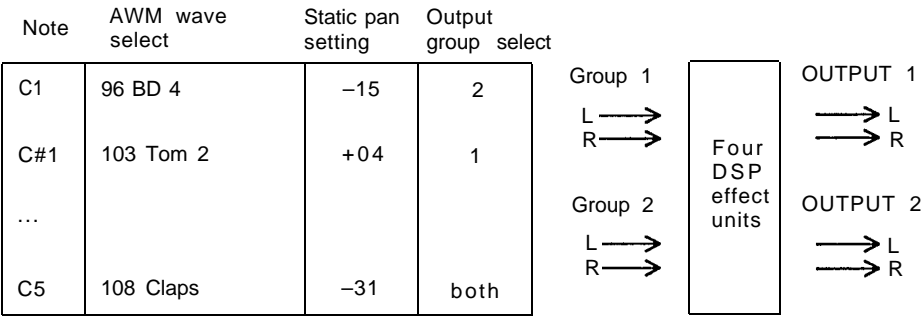 Note AWM wave select Static pan setting Output group select
C1 96 BD 4 –15 2
C#1 103 Tom 2 +04 1
...
C5 108 Claps –31 both
Group 1
L
R
Group 2
L
R
Four
DSP
effect
units
OUTPUT 1
L
R
OUTPUT 2
L
R